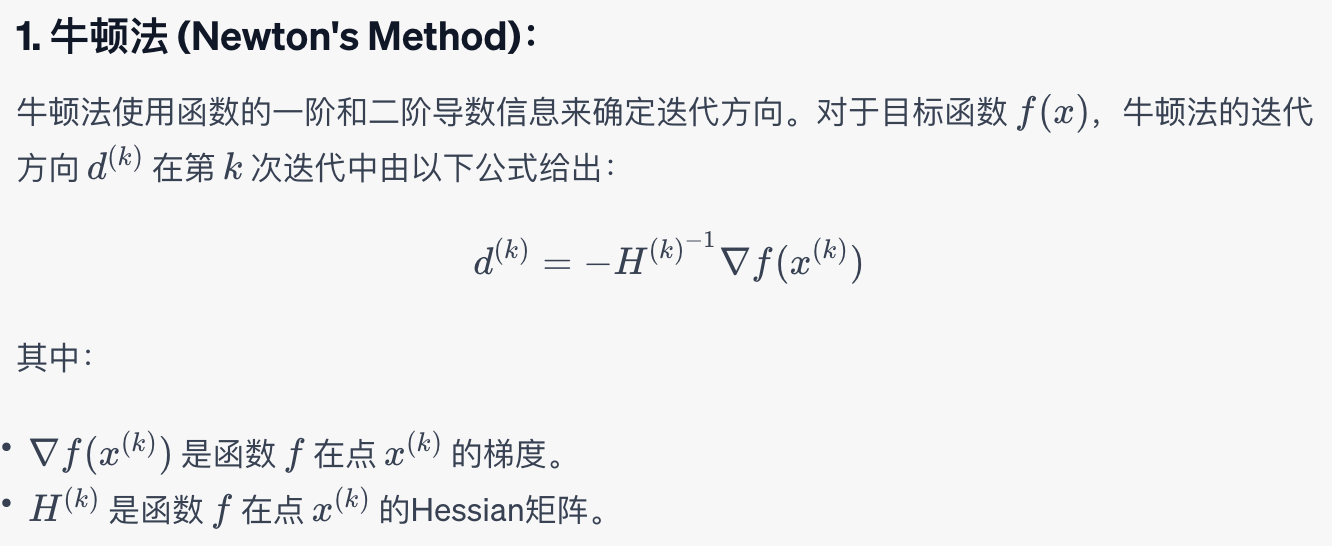 1. 牛顿法 (Newton's Method)：
牛顿法使用函数的一阶和二阶导数信息来确定迭代方向。对于目标函数 $f(x)$，牛顿法的迭代
方向 $d^{(k)}$ 在第 $k$ 次迭代中由以下公式给出：
$d^{(k)} = -H^{(k)^{-1}} \nabla f(x^{(k)})$
其中：
• $\nabla f(x^{(k)})$ 是函数 $f$ 在点 $x^{(k)}$ 的梯度。
• $H^{(k)}$ 是函数 $f$ 在点 $x^{(k)}$ 的Hessian矩阵。